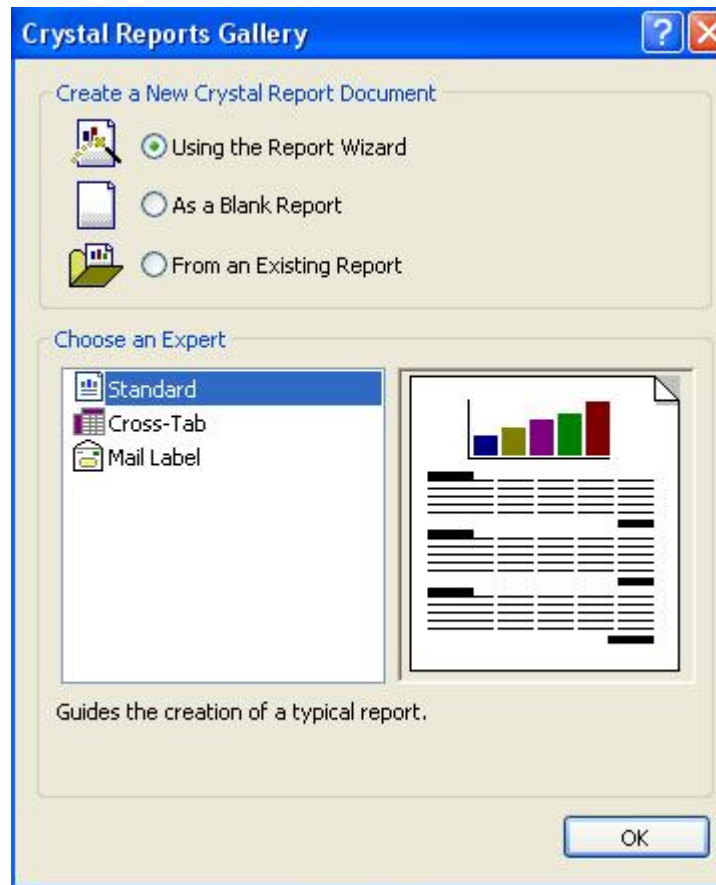 Crystal Reports Gallery
Create a New Crystal Report Document
Using the Report Wizard
As a Blank Report
From an Existing Report
Choose an Expert
Standard
Cross-Tab
Mail Label
Guides the creation of a typical report.
OK